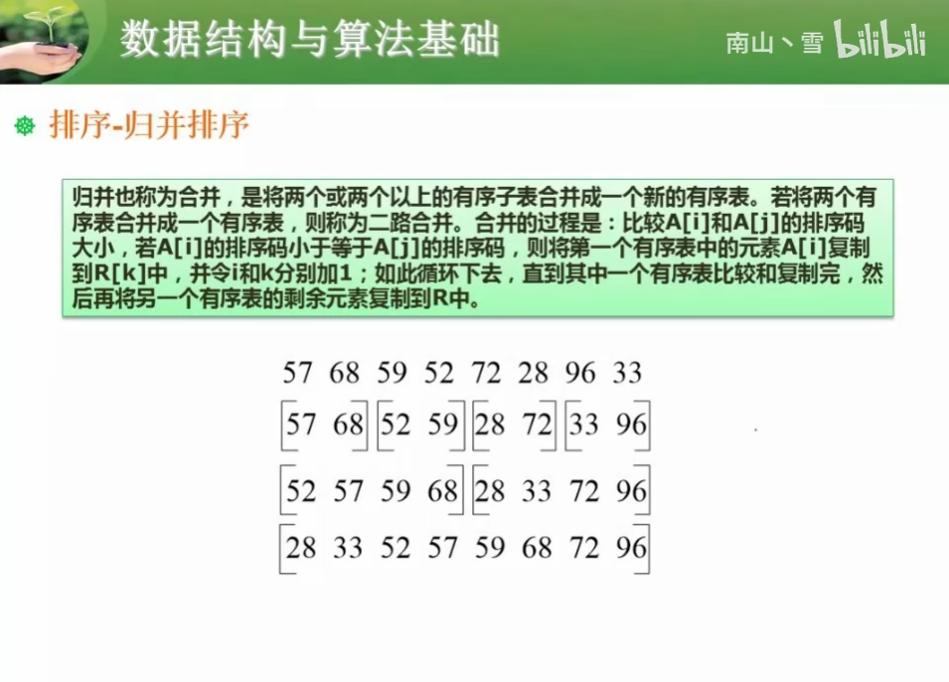 数据结构与算法基础
南山丶雪 bilibili
排序-归并排序
归并也称为合并，是将两个或两个以上的有序子表合并成一个新的有序表。若将两个有
序表合并成一个有序表，则称为二路合并。合并的过程是：比较A[i]和A[j]的排序码
大小，若A[i]的排序码小于等于A[j]的排序码，则将第一个有序表中的元素A[i]复制
到R[k]中，并令i和k分别加1；如此循环下去，直到其中一个有序表比较和复制完，然
后再将另一个有序表的剩余元素复制到R中。
57 68 59 52 72 28 96 33
[57 68] [52 59] [28 72] [33 96]
[52 57 59 68] [28 33 72 96]
[28 33 52 57 59 68 72 96]